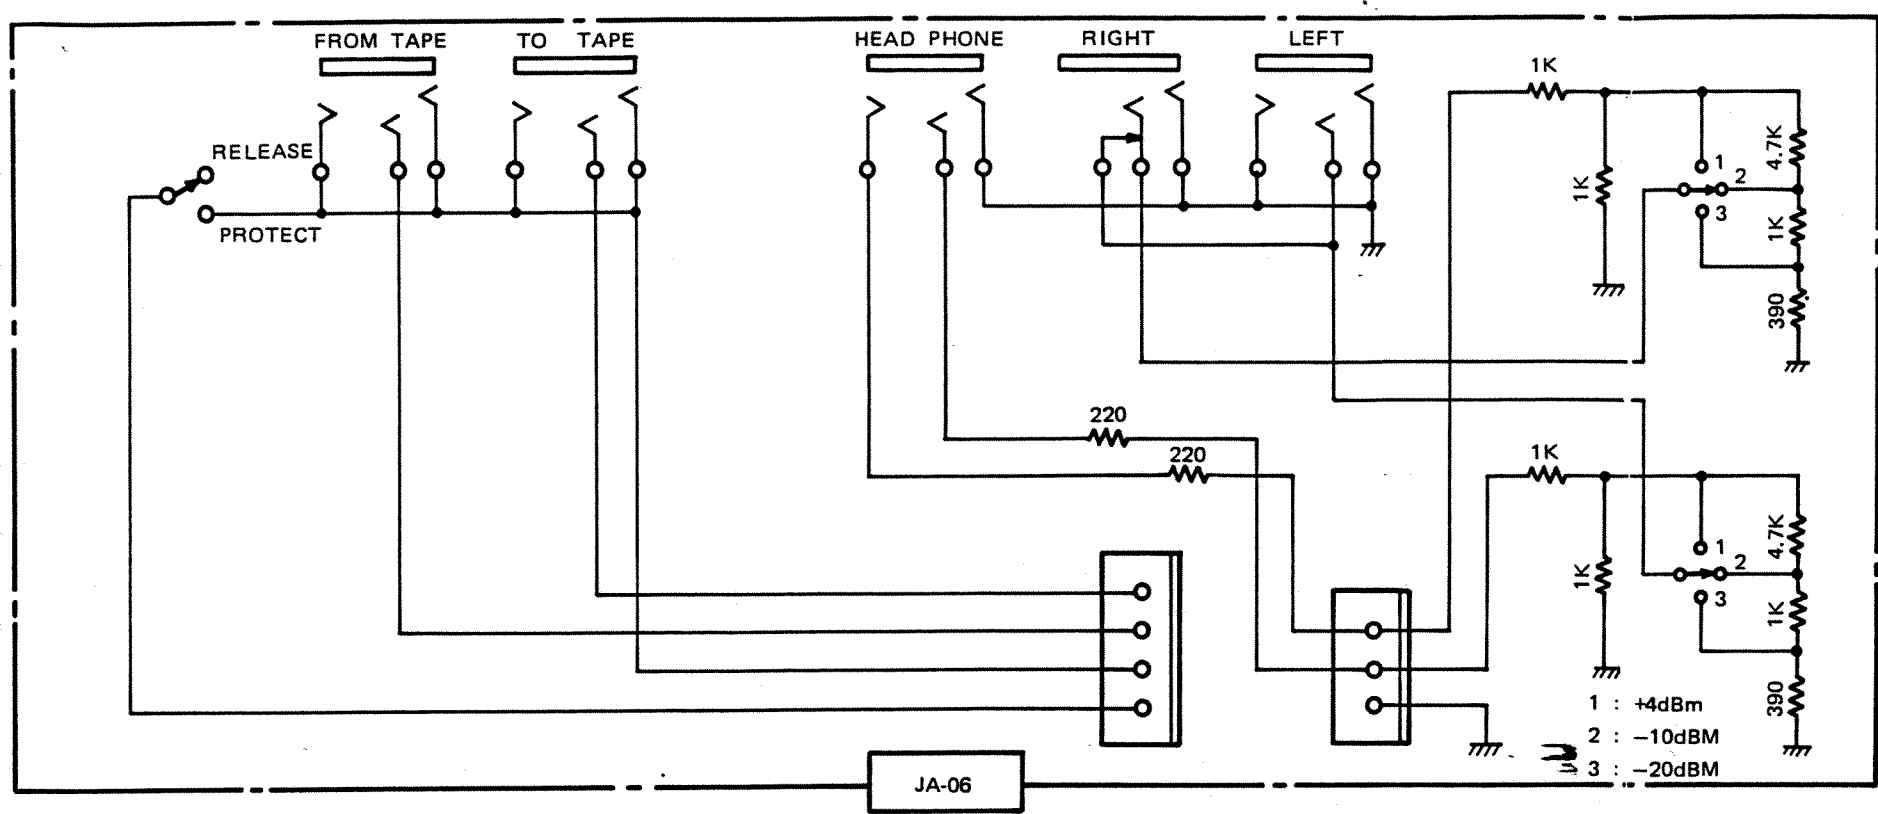 FROM TAPE
TO TAPE
HEAD PHONE
RIGHT
LEFT
1K
4.7K
RELEASE
1
2
1K
3
1K
PROTECT
390
220
220
1K
4.7K
1
2
1K
3
1K
390
1 : +4dBm
2 : −10dBM
3 : −20dBM
JA-06